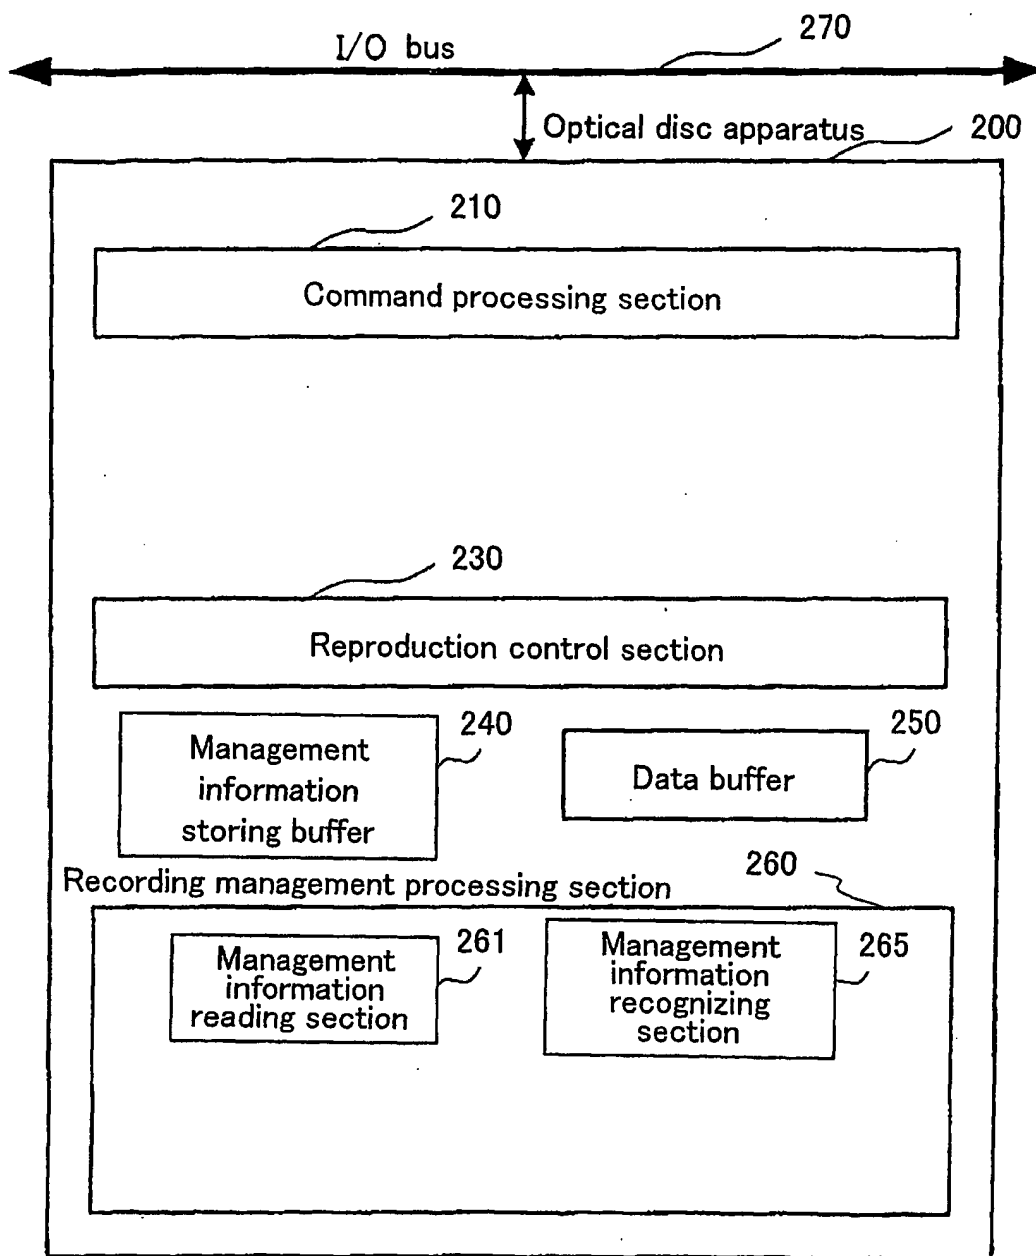 I/O bus
270
Optical disc apparatus
200
210
Command processing section
230
Reproduction control section
240
Management
information
storing buffer
250
Data buffer
Recording management processing section
260
261
Management
information
reading section
265
Management
information
recognizing
section